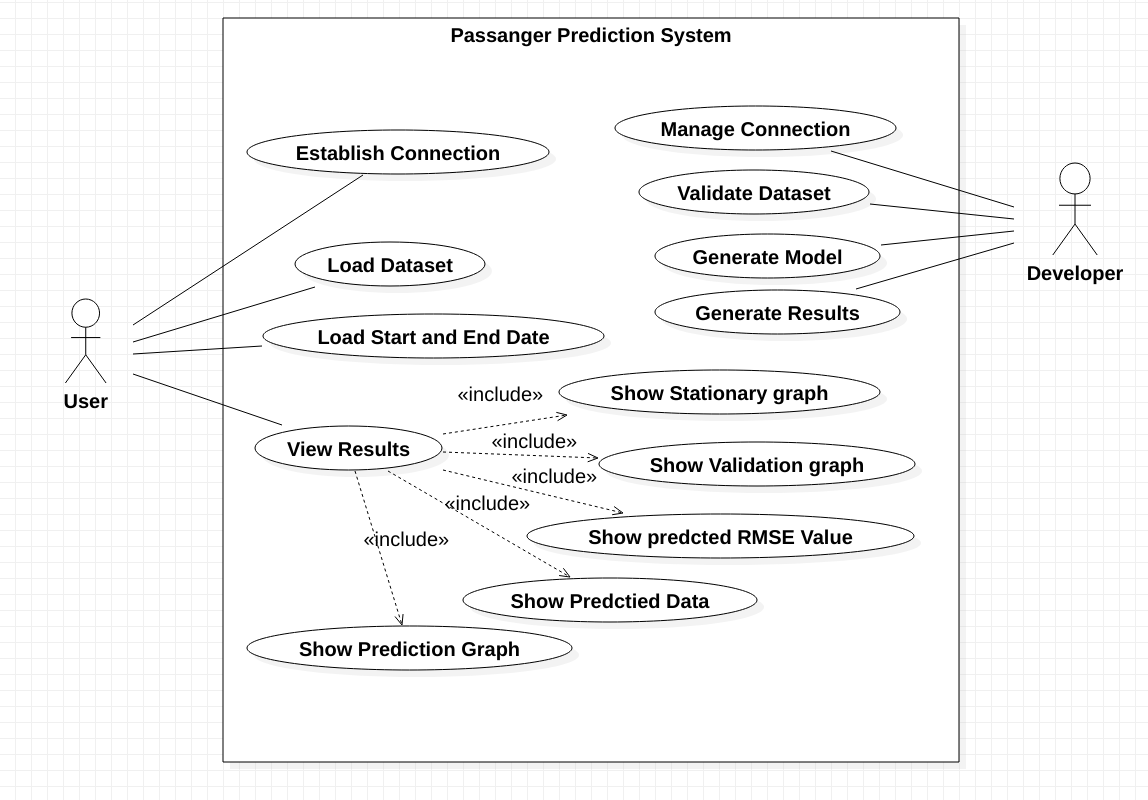 Passanger Prediction System
Manage Connection
Establish Connection
Validate Dataset
Generate Model
Load Dataset
Developer
Generate Results
Load Start and End Date
User
«include»
Show Stationary graph
«include»
View Results
Show Validation graph
«include»
«include»
Show predcted RMSE Value
«include»
Show Predctied Data
Show Prediction Graph